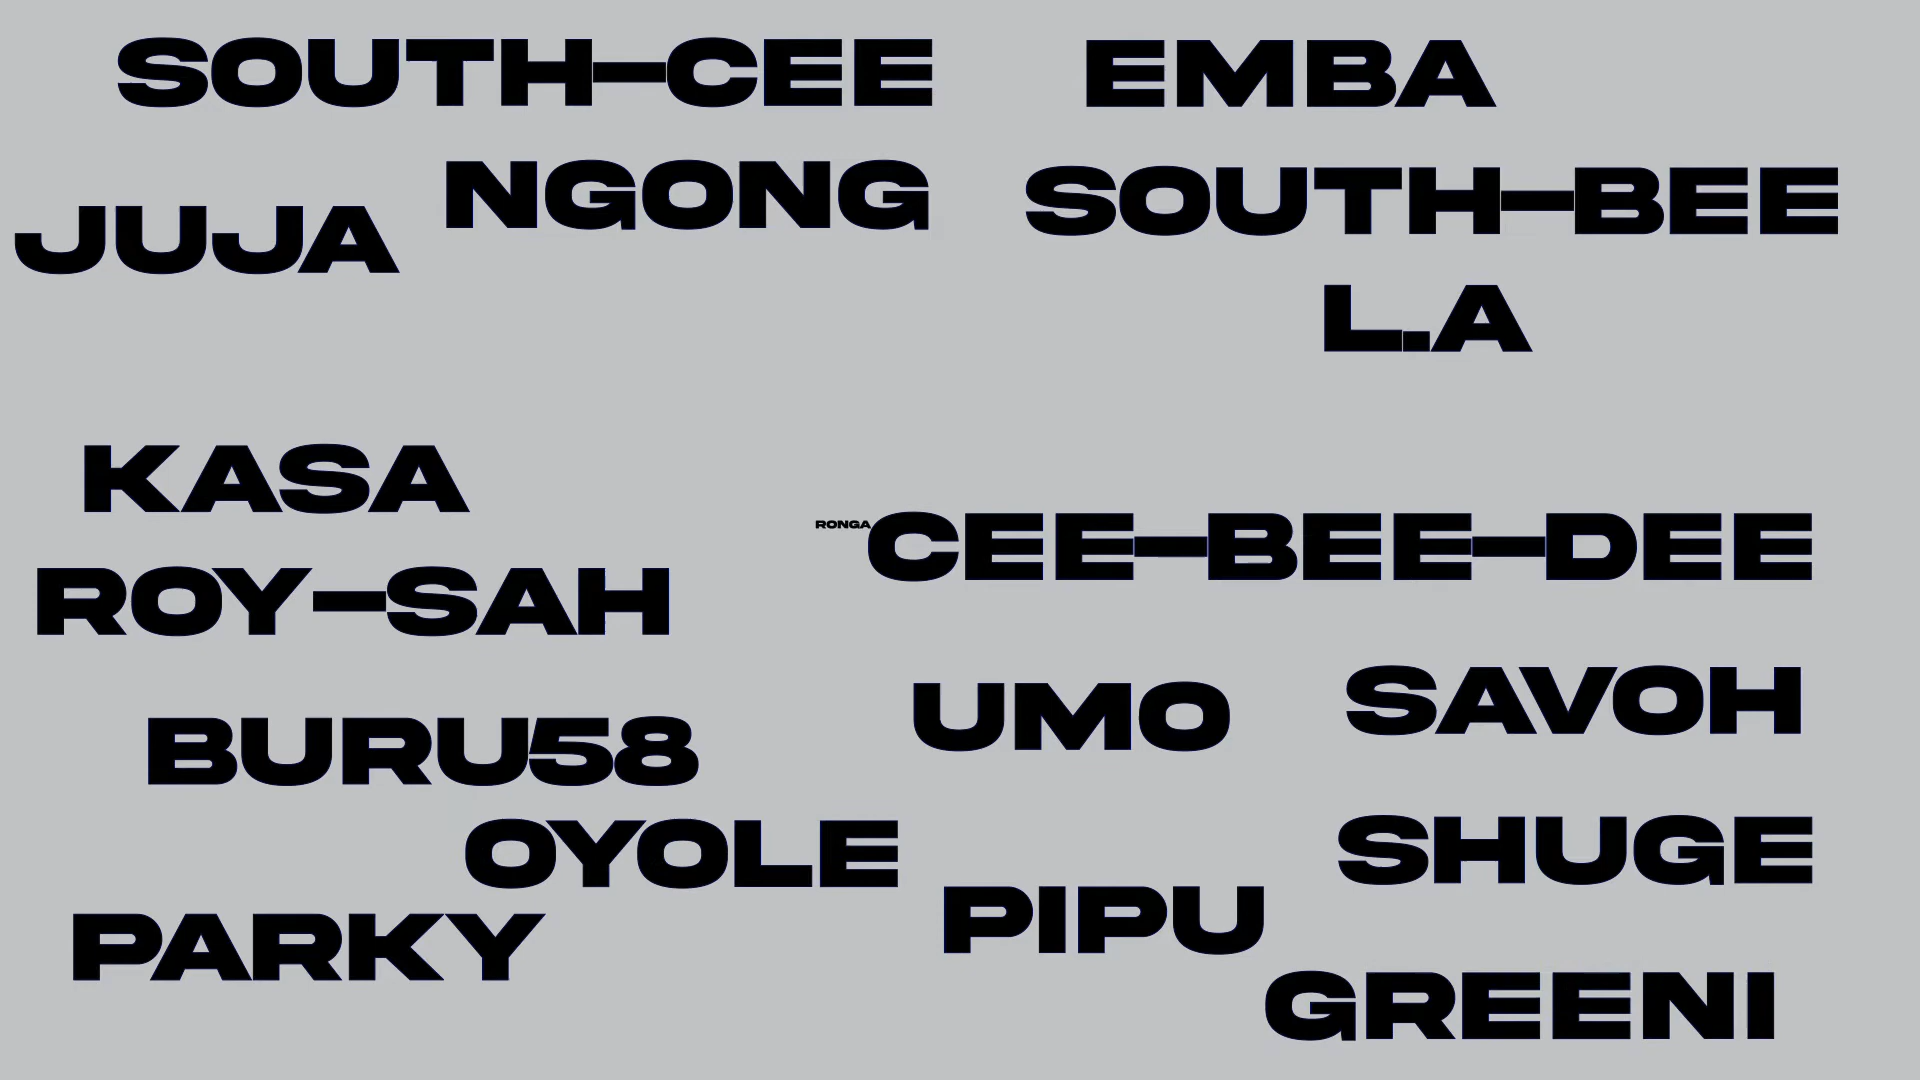 SOUTH-CEE
EMBA
NGONG
SOUTH-BEE
JUJA
L.A
KASA
RONGA
CEE-BEE-DEE
ROY-SAH
UMO
SAVOH
BURU58
OYOLE
SHUGE
PIPU
PARKY
GREENI